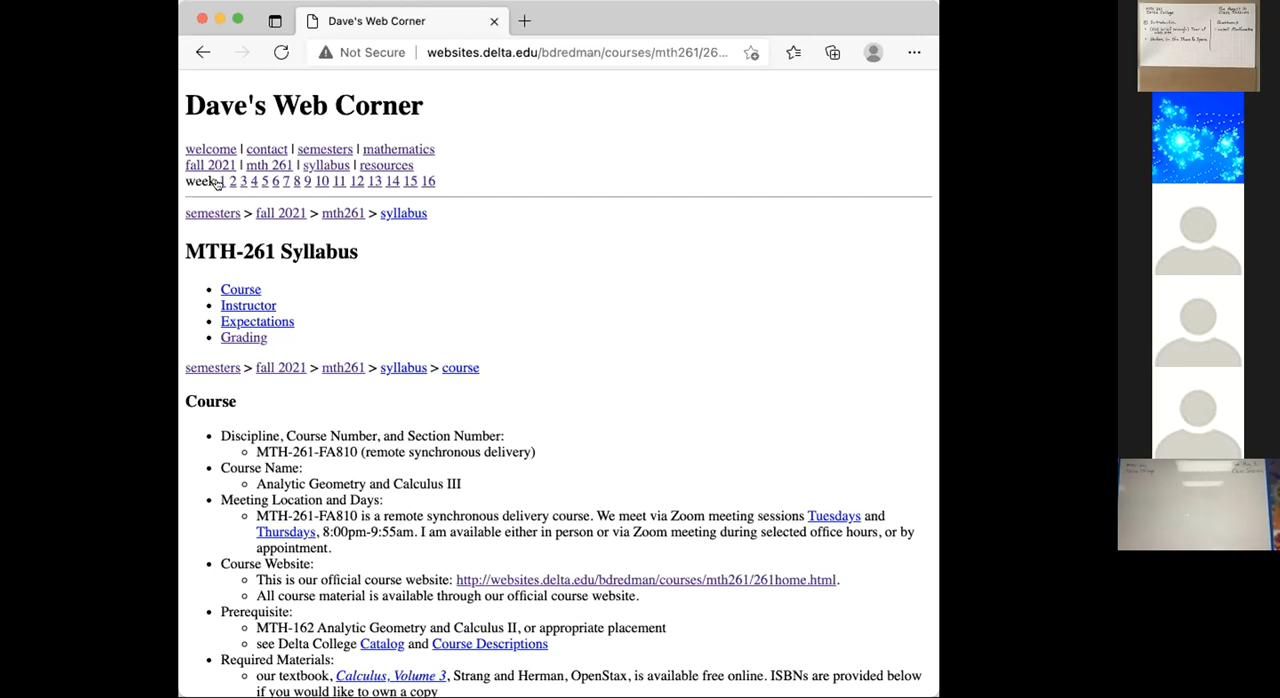 Dave's Web Corner
Not Secure | websites.delta.edu/bdredman/courses/mth261/26...
Dave's Web Corner
welcome | contact | semesters | mathematics
fall 2021 | mth 261 | syllabus | resources
week 1 2 3 4 5 6 7 8 9 10 11 12 13 14 15 16
semesters > fall 2021 > mth261 > syllabus
MTH-261 Syllabus
• Course
• Instructor
• Expectations
• Grading
semesters > fall 2021 > mth261 > syllabus > course
Course
• Discipline, Course Number, and Section Number:
◦ MTH-261-FA810 (remote synchronous delivery)
• Course Name:
◦ Analytic Geometry and Calculus III
• Meeting Location and Days:
◦ MTH-261-FA810 is a remote synchronous delivery course. We meet via Zoom meeting sessions Tuesdays and
Thursdays, 8:00pm-9:55am. I am available either in person or via Zoom meeting during selected office hours, or by
appointment.
• Course Website:
◦ This is our official course website: http://websites.delta.edu/bdredman/courses/mth261/261home.html.
◦ All course material is available through our official course website.
• Prerequisite:
◦ MTH-162 Analytic Geometry and Calculus II, or appropriate placement
◦ see Delta College Catalog and Course Descriptions
• Required Materials:
◦ our textbook, Calculus, Volume 3, Strang and Herman, OpenStax, is available free online. ISBNs are provided below
if you would like to own a copy
Delta College
Introduction
Questions
Delta College